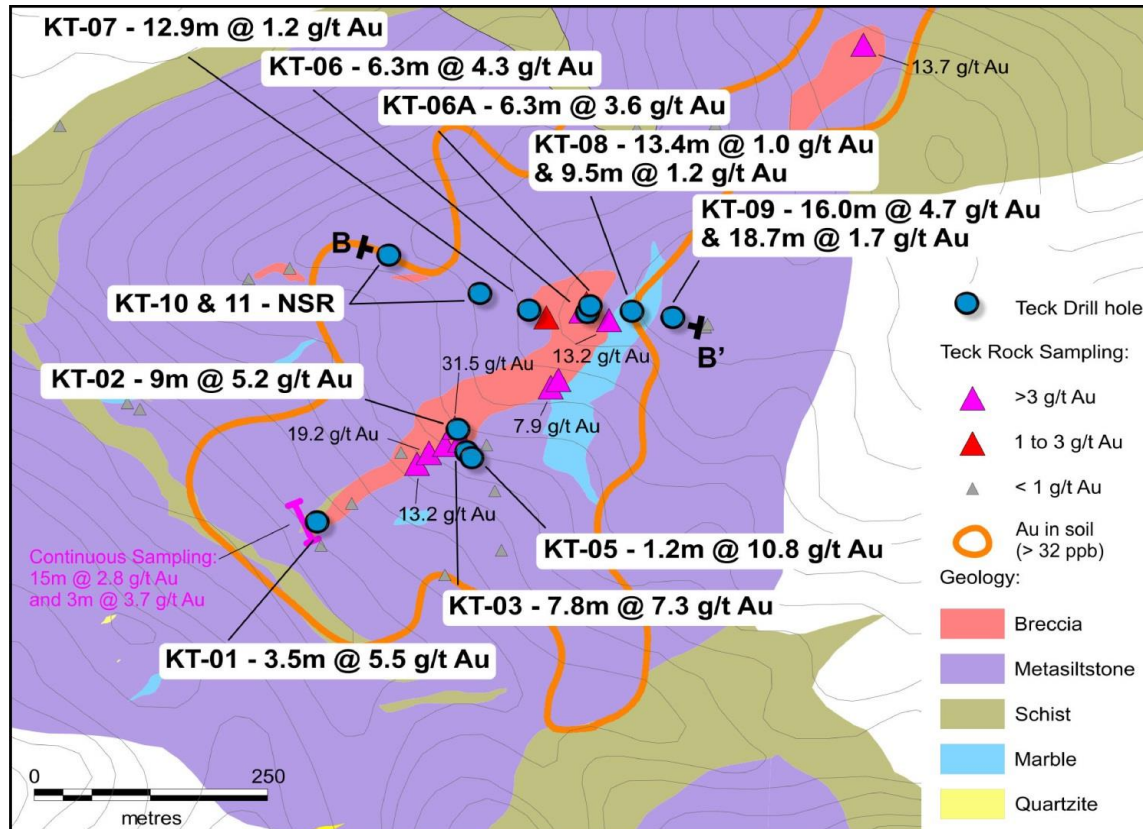 KT-07 - 12.9m @ 1.2 g/t Au
KT-06 - 6.3m @ 4.3 g/t Au
KT-06A - 6.3m @ 3.6 g/t Au
KT-08 - 13.4m @ 1.0 g/t Au
& 9.5m @ 1.2 g/t Au
KT-09 - 16.0m @ 4.7 g/t Au
& 18.7m @ 1.7 g/t Au
13.7 g/t Au
B
B'
KT-10 & 11 - NSR
13.2 g/t Au
31.5 g/t Au
KT-02 - 9m @ 5.2 g/t Au
7.9 g/t Au
19.2 g/t Au
13.2 g/t Au
Continuous Sampling:
15m @ 2.8 g/t Au
and 3m @ 3.7 g/t Au
KT-05 - 1.2m @ 10.8 g/t Au
KT-03 - 7.8m @ 7.3 g/t Au
KT-01 - 3.5m @ 5.5 g/t Au
0
250
metres
Teck Drill hole
Teck Rock Sampling:
>3 g/t Au
1 to 3 g/t Au
< 1 g/t Au
Au in soil
(> 32 ppb)
Geology:
Breccia
Metasiltstone
Schist
Marble
Quartzite